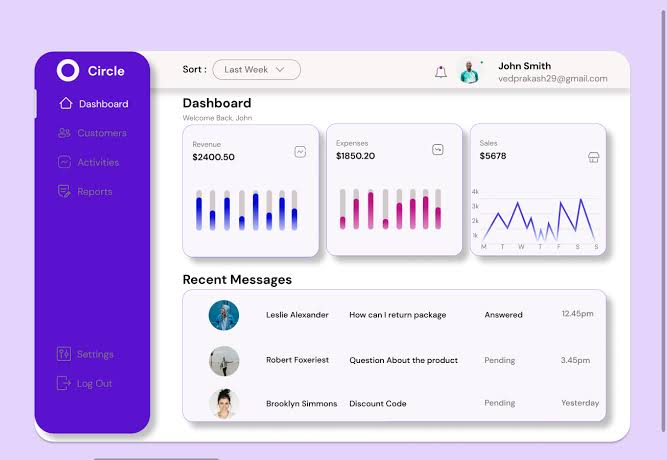 Circle
Dashboard
Customers
Activities
Reports
Settings
Log Out
Sort : Last Week
John Smith
vedprakash29@gmail.com
Dashboard
Welcome Back, John
Revenue
$2400.50
Expenses
$1850.20
Sales
$5678
4k
3k
2k
1k
M T W T F S S
Recent Messages
Leslie Alexander How can I return package Answered 12.45pm
Robert Foxeriest Question About the product Pending 3.45pm
Brooklyn Simmons Discount Code Pending Yesterday